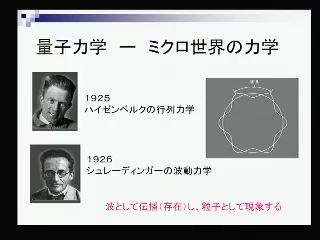 量子力学 ー ミクロ世界の力学
1925
ハイゼンベルクの行列力学
1926
シュレーディンガーの波動力学
波として伝播(存在)し、粒子として現象する